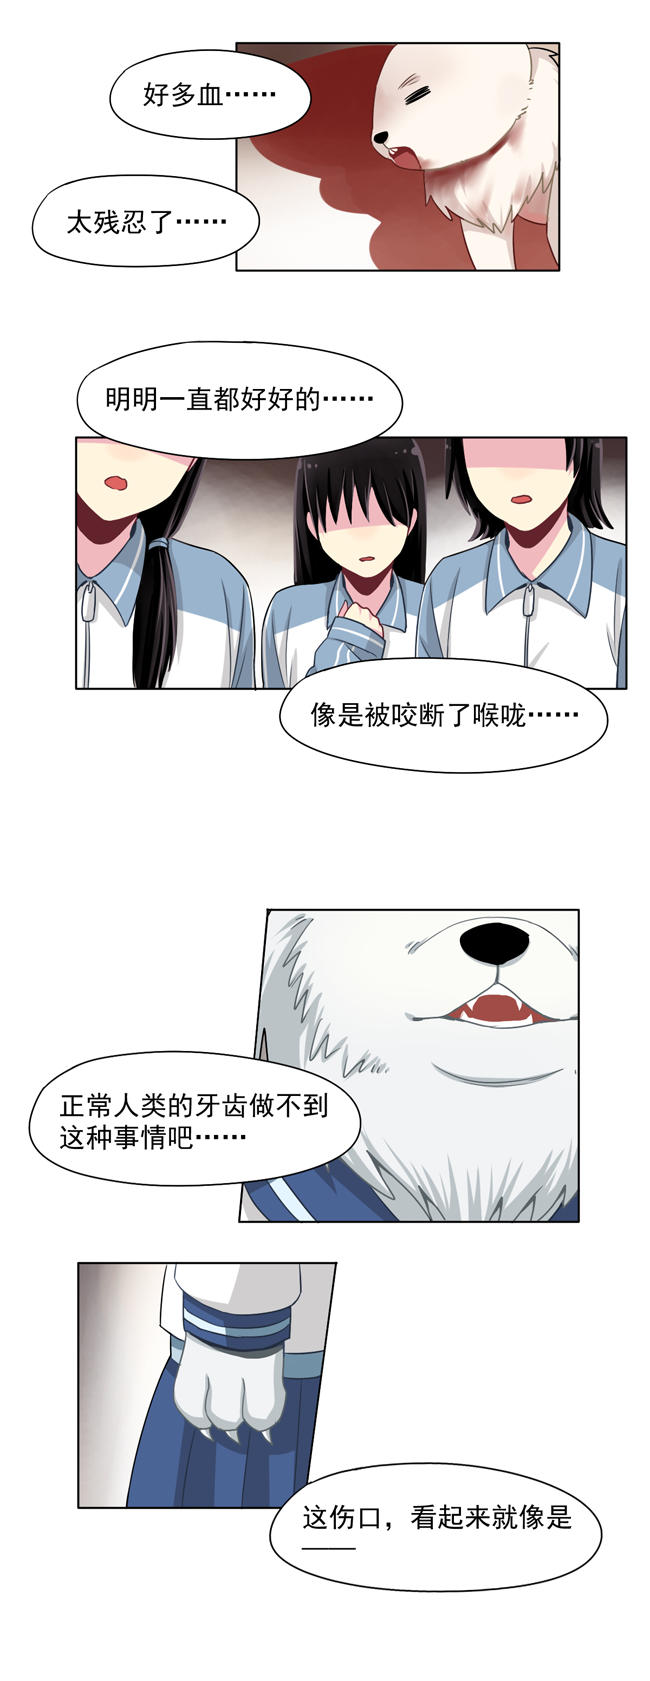 好多血……
太残忍了……
明明一直都好好的……
像是被咬断了喉咙……
正常人类的牙齿做不到
这种事情吧……
这伤口，看起来就像是
——